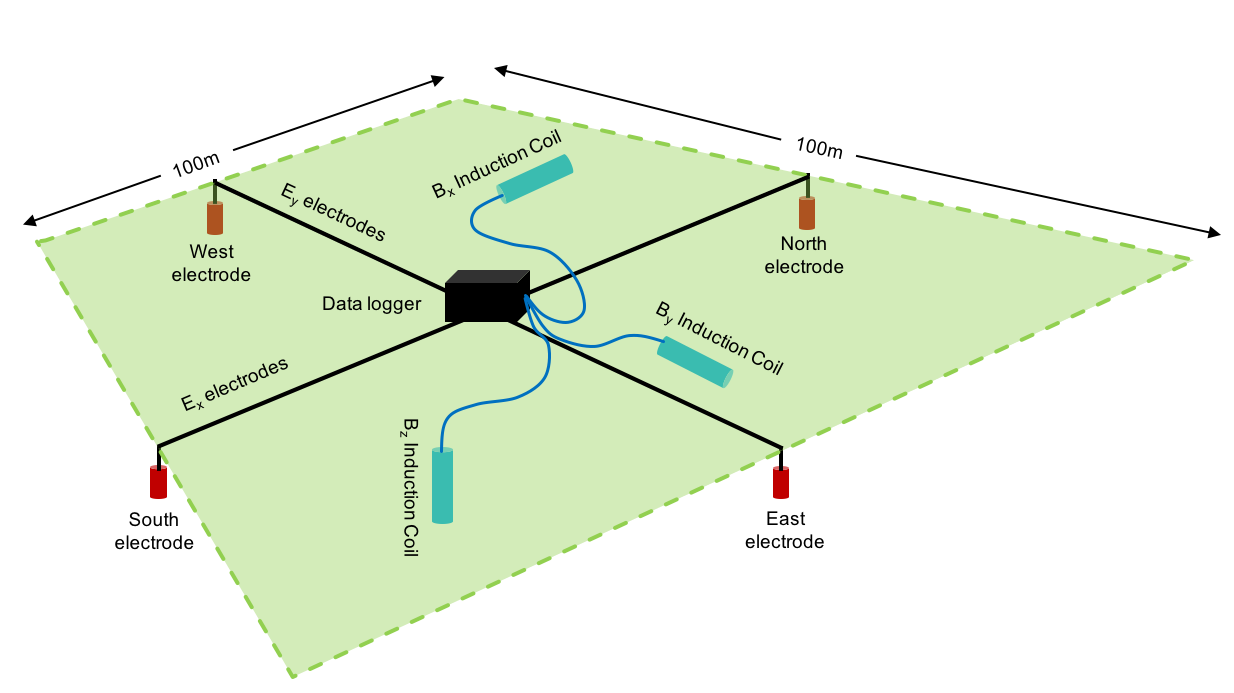 100m
100m
Bx Induction Coil
Ey electrodes
West
electrode
North
electrode
Data logger
By Induction Coil
Ex electrodes
Bz Induction Coil
South
electrode
East
electrode